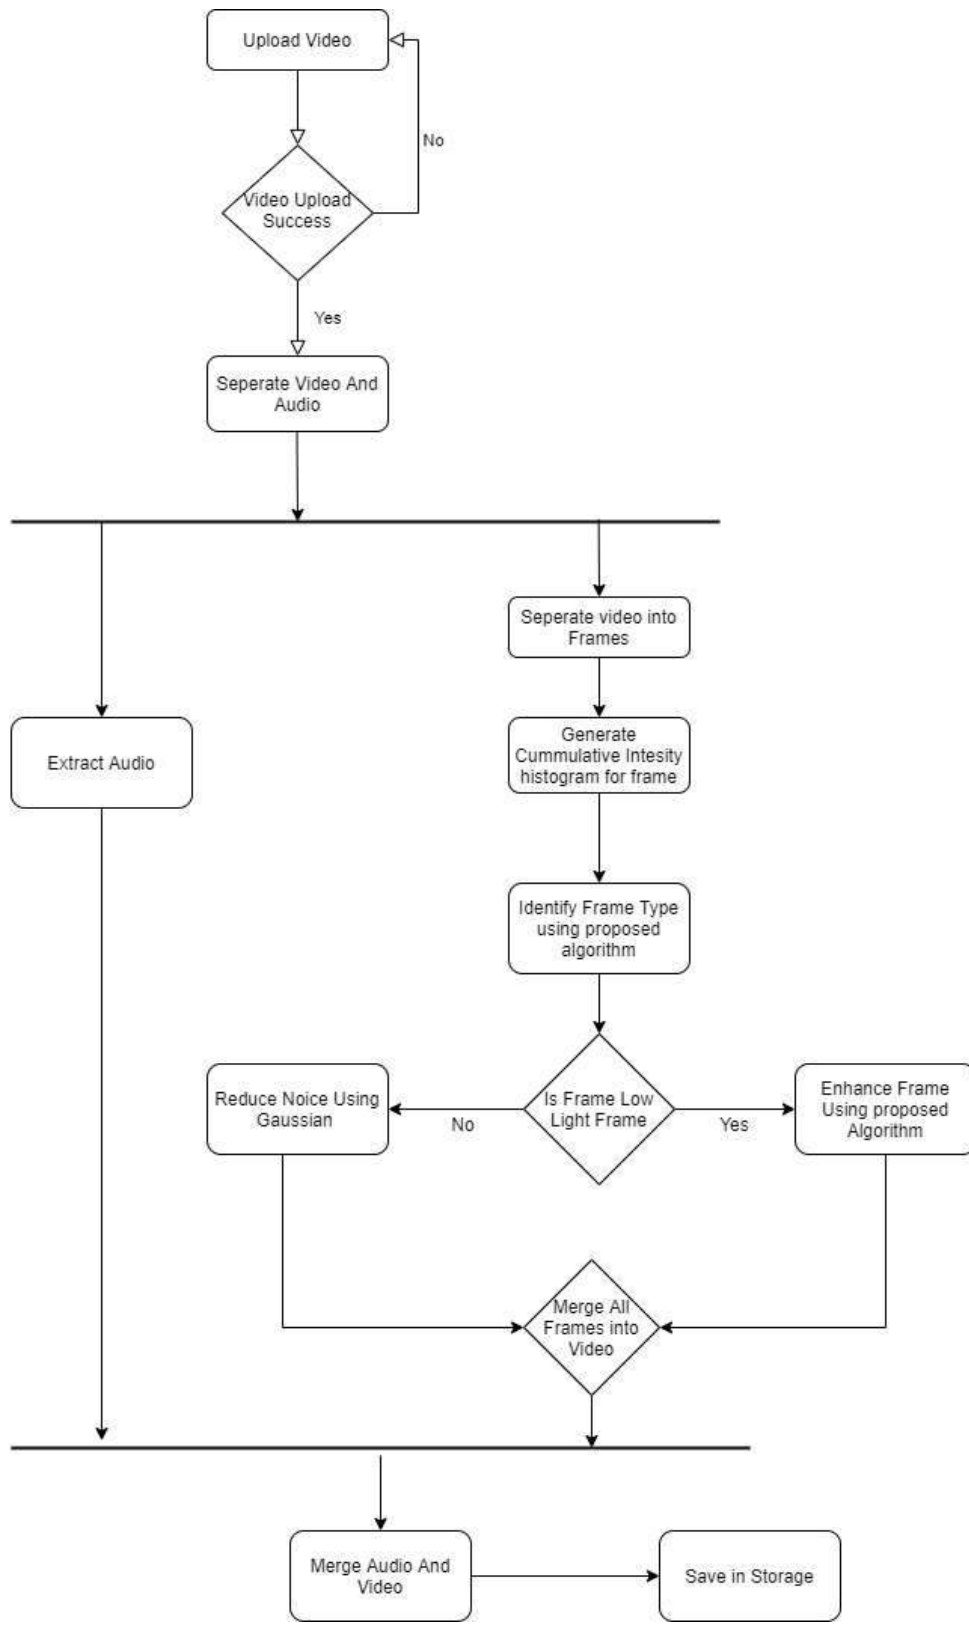 Upload Video
No
Video Upload
Success
Yes
Seperate Video And
Audio
Seperate video into
Frames
Extract Audio
Generate
Cummulative Intesity
histogram for frame
Identify Frame Type
using proposed
algorithm
Reduce Noice Using
Gaussian
No
Is Frame Low
Light Frame
Yes
Enhance Frame
Using proposed
Algorithm
Merge All
Frames into
Video
Merge Audio And
Video
Save in Storage